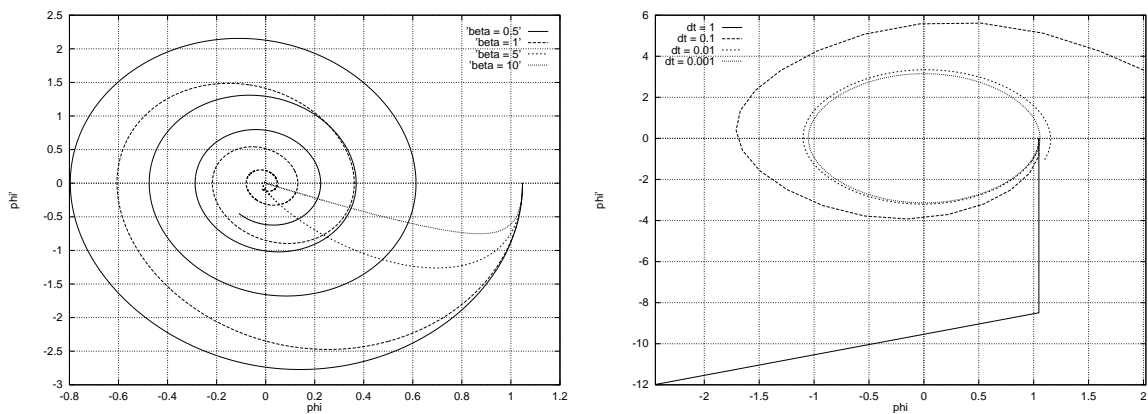 2.5
2
1.5
1
0.5
0
-0.5
-1
-1.5
-2
-2.5
-3
phi'
-0.8 -0.6 -0.4 -0.2 0 0.2 0.4 0.6 0.8 1 1.2
phi
'beta = 0.5'
'beta = 1'
'beta = 5'
'beta = 10'
6
4
2
0
-2
-4
-6
-8
-10
-12
phi'
-2 -1.5 -1 -0.5 0 0.5 1 1.5 2
phi
dt = 1
dt = 0.1
dt = 0.01
dt = 0.001